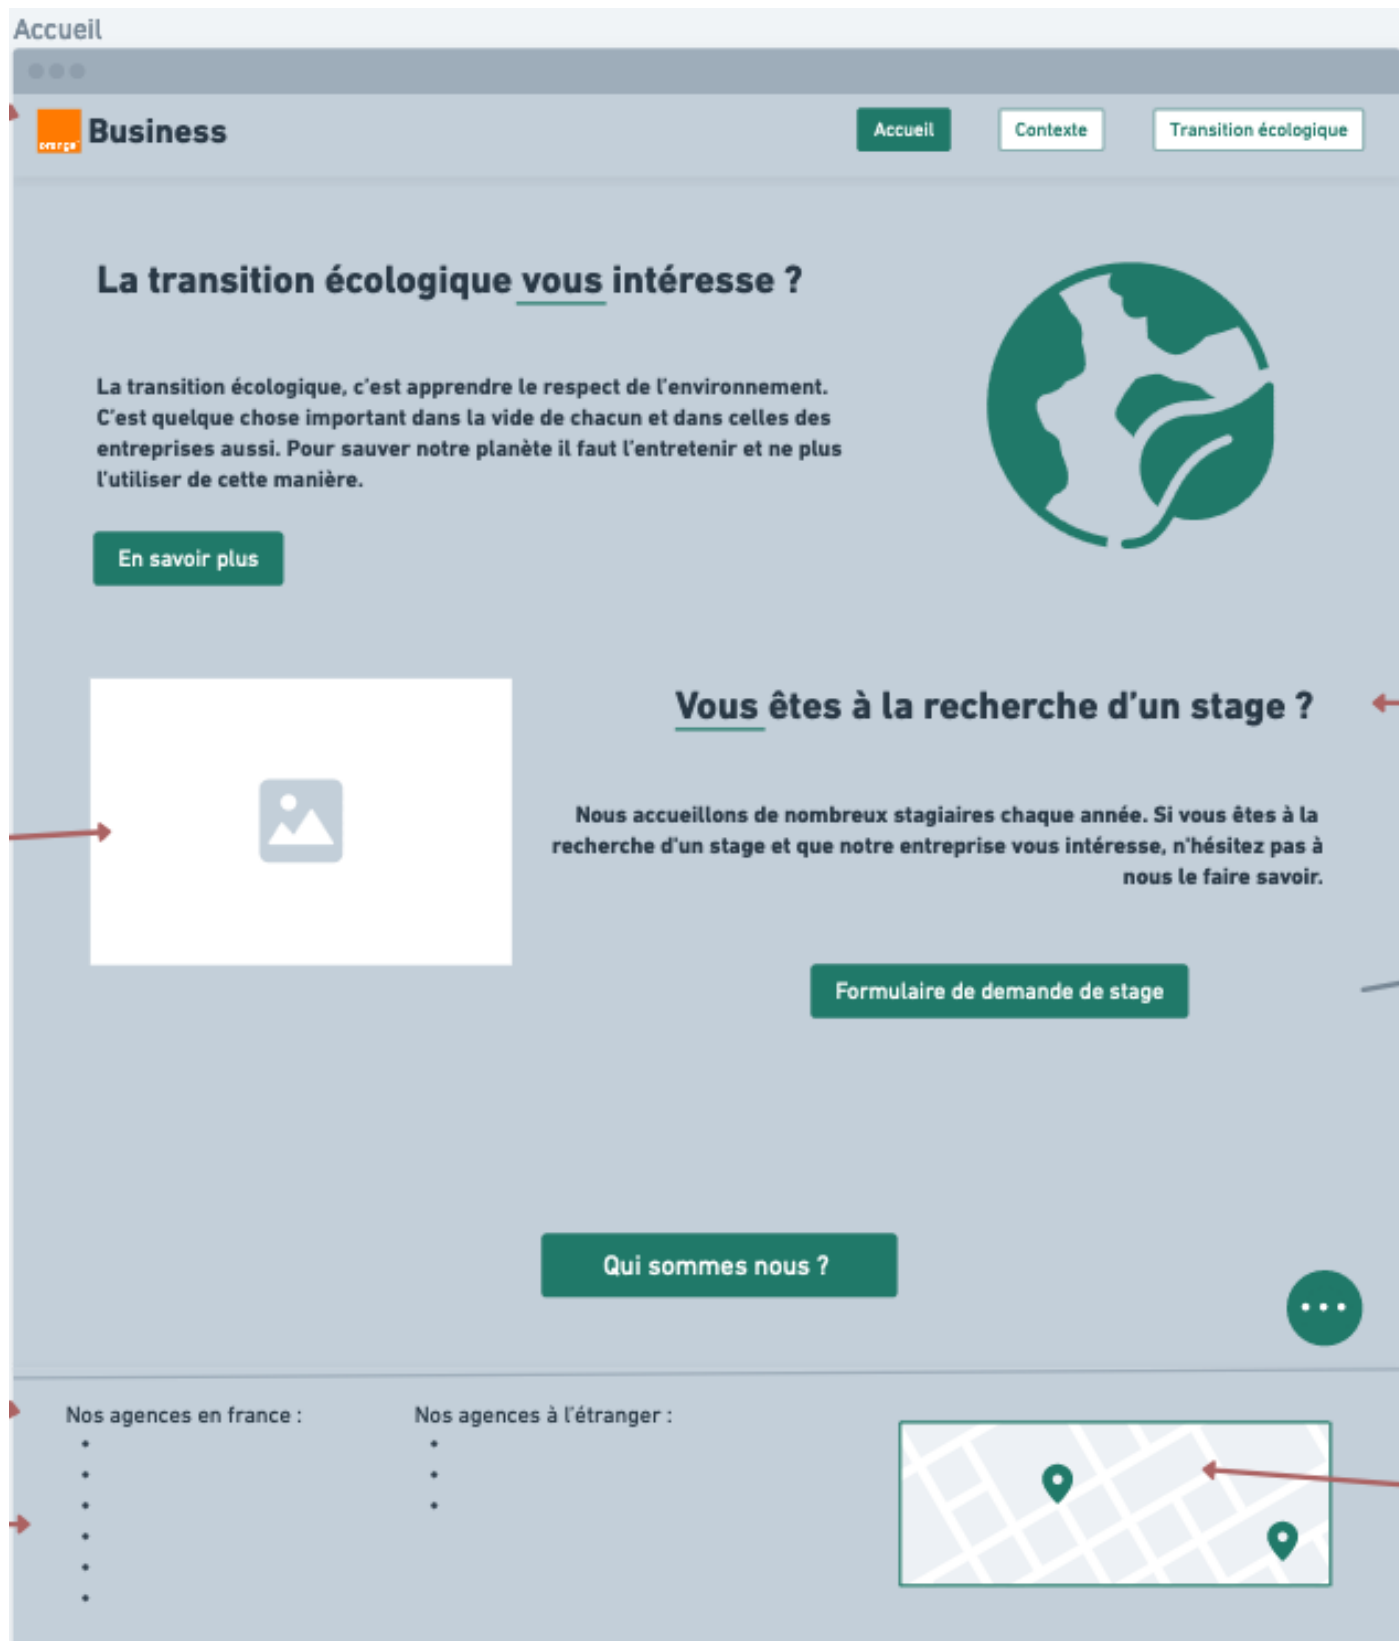 Accueil
orange
Business
Accueil
Contexte
Transition écologique
La transition écologique vous intéresse ?
La transition écologique, c'est apprendre le respect de l'environnement.
C'est quelque chose important dans la vide de chacun et dans celles des
entreprises aussi. Pour sauver notre planète il faut l'entretenir et ne plus
l'utiliser de cette manière.
En savoir plus
Vous êtes à la recherche d'un stage ?
Nous accueillons de nombreux stagiaires chaque année. Si vous êtes à la
recherche d'un stage et que notre entreprise vous intéresse, n'hésitez pas à
nous le faire savoir.
Formulaire de demande de stage
Qui sommes nous ?
Nos agences en france :
Nos agences à l'étranger :